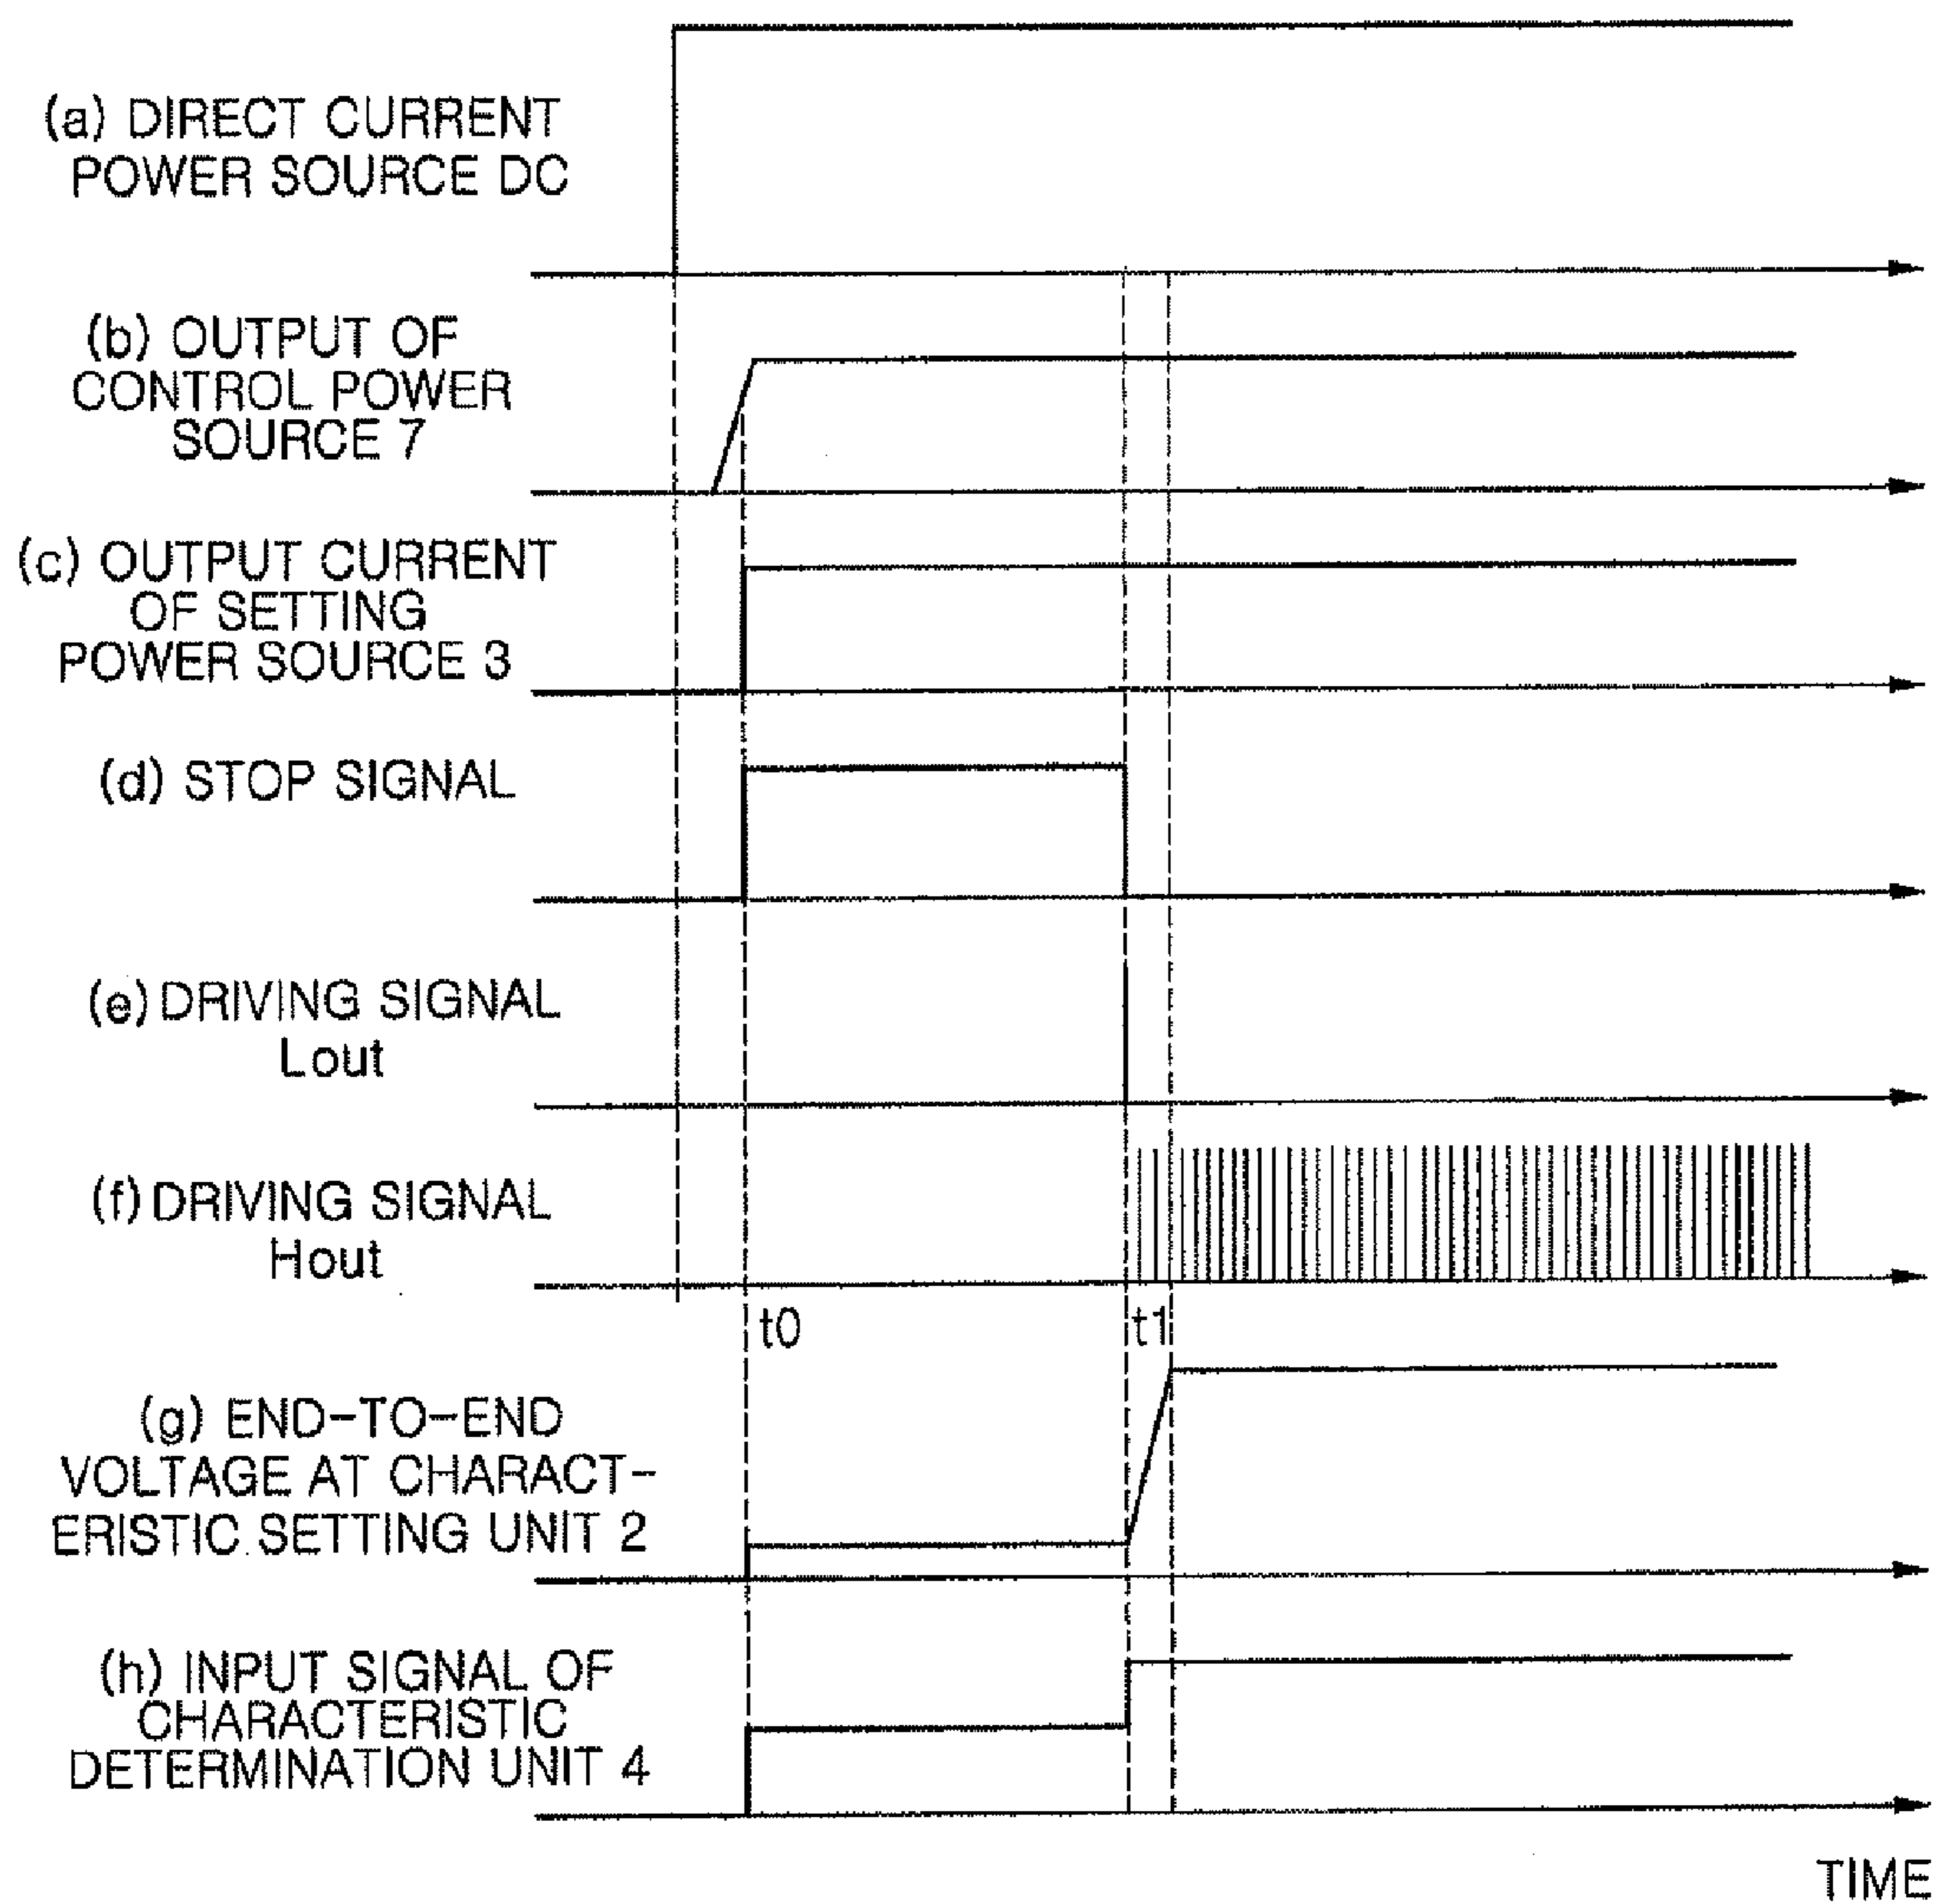 (a) DIRECT CURRENT
POWER SOURCE DC
(b) OUTPUT OF
CONTROL POWER
SOURCE 7
(c) OUTPUT CURRENT
OF SETTING
POWER SOURCE 3
(d) STOP SIGNAL
(e) DRIVING SIGNAL
Lout
(f) DRIVING SIGNAL
Hout
t0
t1
(g) END-TO-END
VOLTAGE AT CHARACT-
ERISTIC SETTING UNIT 2
(h) INPUT SIGNAL OF
CHARACTERISTIC
DETERMINATION UNIT 4
TIME